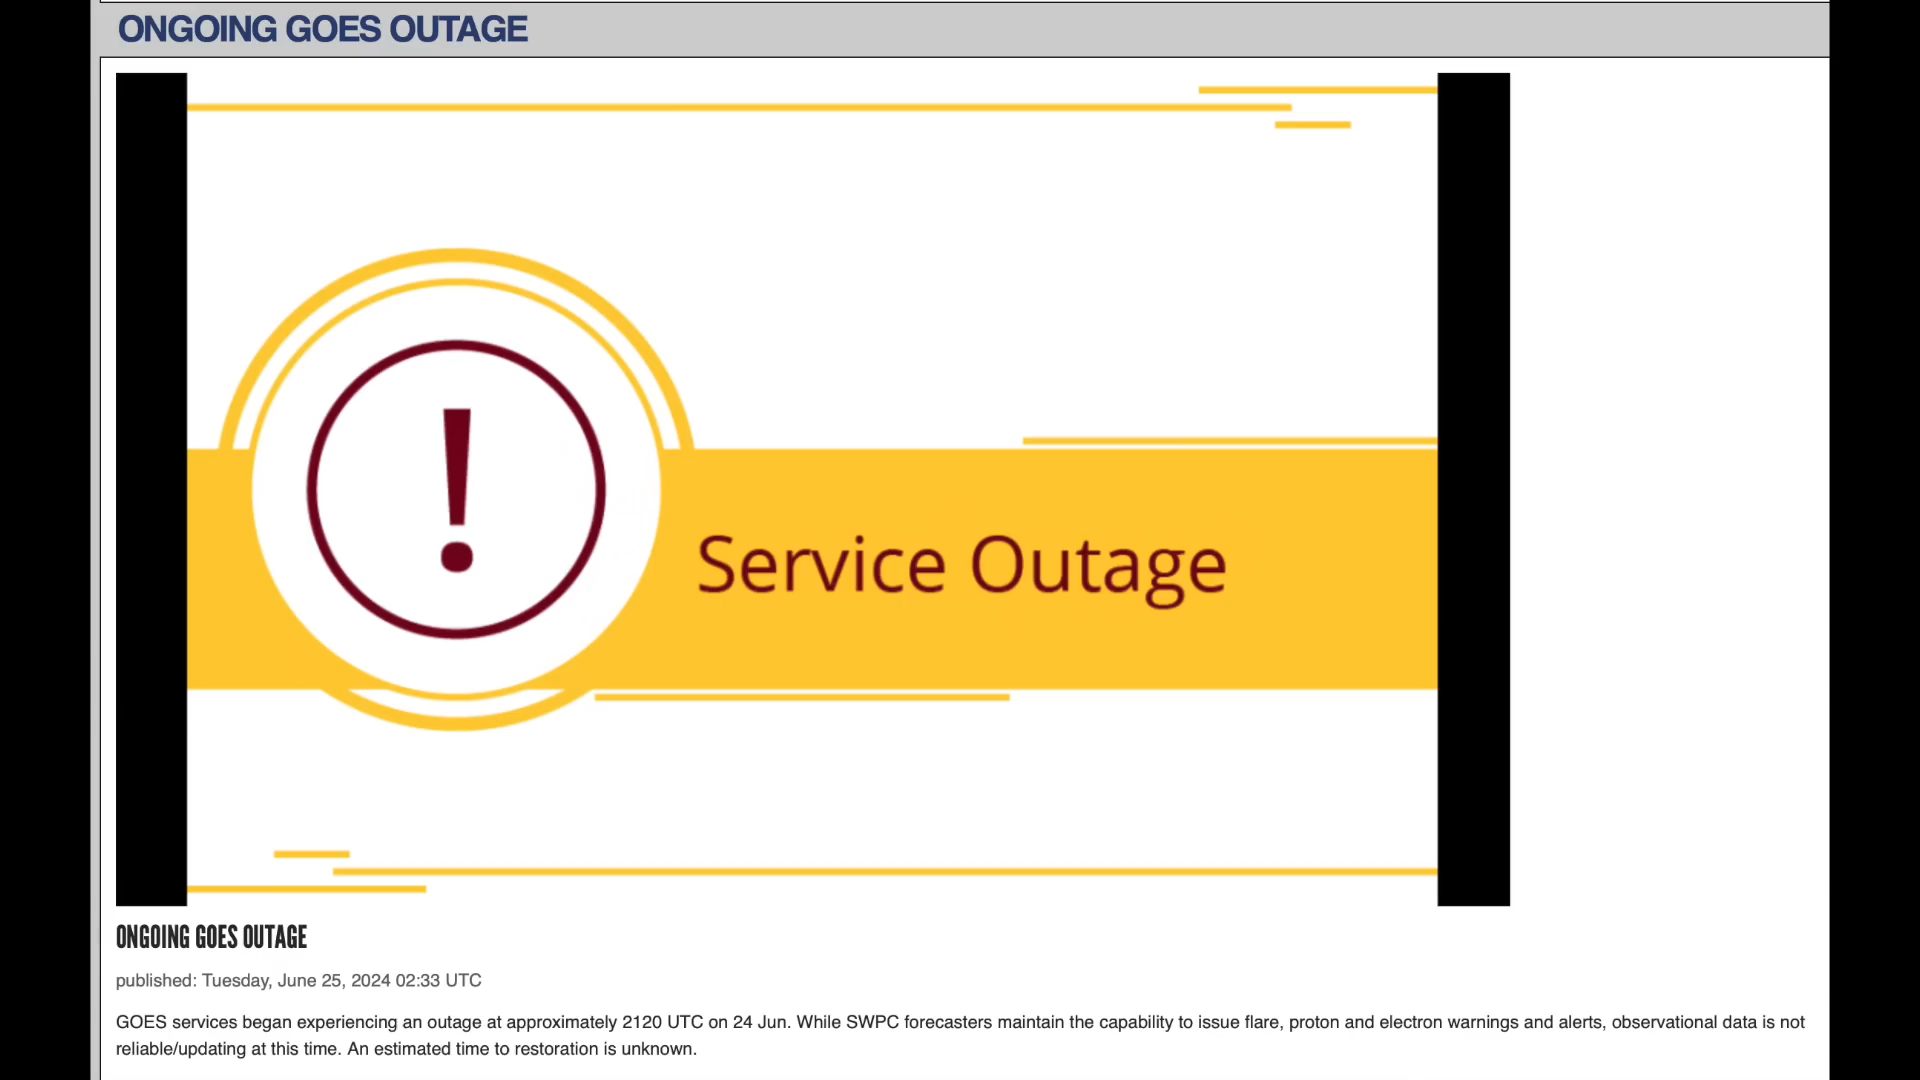 ONGOING GOES OUTAGE
!
Service Outage
ONGOING GOES OUTAGE
published: Tuesday, June 25, 2024 02:33 UTC
GOES services began experiencing an outage at approximately 2120 UTC on 24 Jun. While SWPC forecasters maintain the capability to issue flare, proton and electron warnings and alerts, observational data is not
reliable/updating at this time. An estimated time to restoration is unknown.